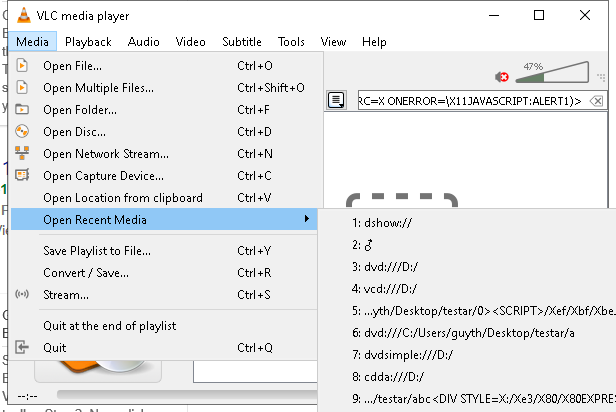 VLC media player
Media Playback Audio Video Subtitle Tools View Help
Open File... Ctrl+O
Open Multiple Files... Ctrl+Shift+O
Open Folder... Ctrl+F
Open Disc... Ctrl+D
Open Network Stream... Ctrl+N
Open Capture Device... Ctrl+C
Open Location from clipboard Ctrl+V
Open Recent Media
Save Playlist to File... Ctrl+Y
Convert / Save... Ctrl+R
Stream... Ctrl+S
Quit at the end of playlist
Quit Ctrl+Q
--:--
47%
RC=X ONERROR=\X11JAVASCRIPT:ALERT1)>
1: dshow://
2: ♂
3: dvd:///D:/
4: vcd:///D:/
5: ...yth/Desktop/testar/0><SCRIPT>/Xef/Xbf/Xbe...
6: dvd:///C:/Users/guyth/Desktop/testar/a
7: dvdsimple:///D:/
8: cdda:///D:/
9: .../testar/abc<DIV STYLE=X:/Xe3/X80/X80EXPRE